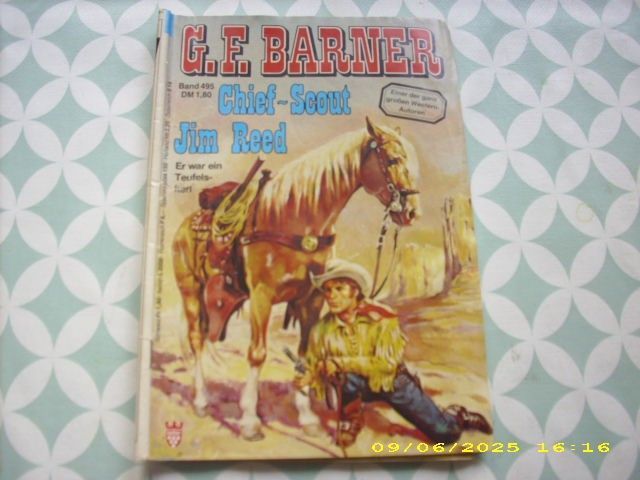 G.F. BARNER
Band 495
DM 1,80
Chief-Scout
Jim Reed
Einer der ganz
großen Western-
Autoren!
Er war ein
Teufels-
kerl
09/06/2025 16:16